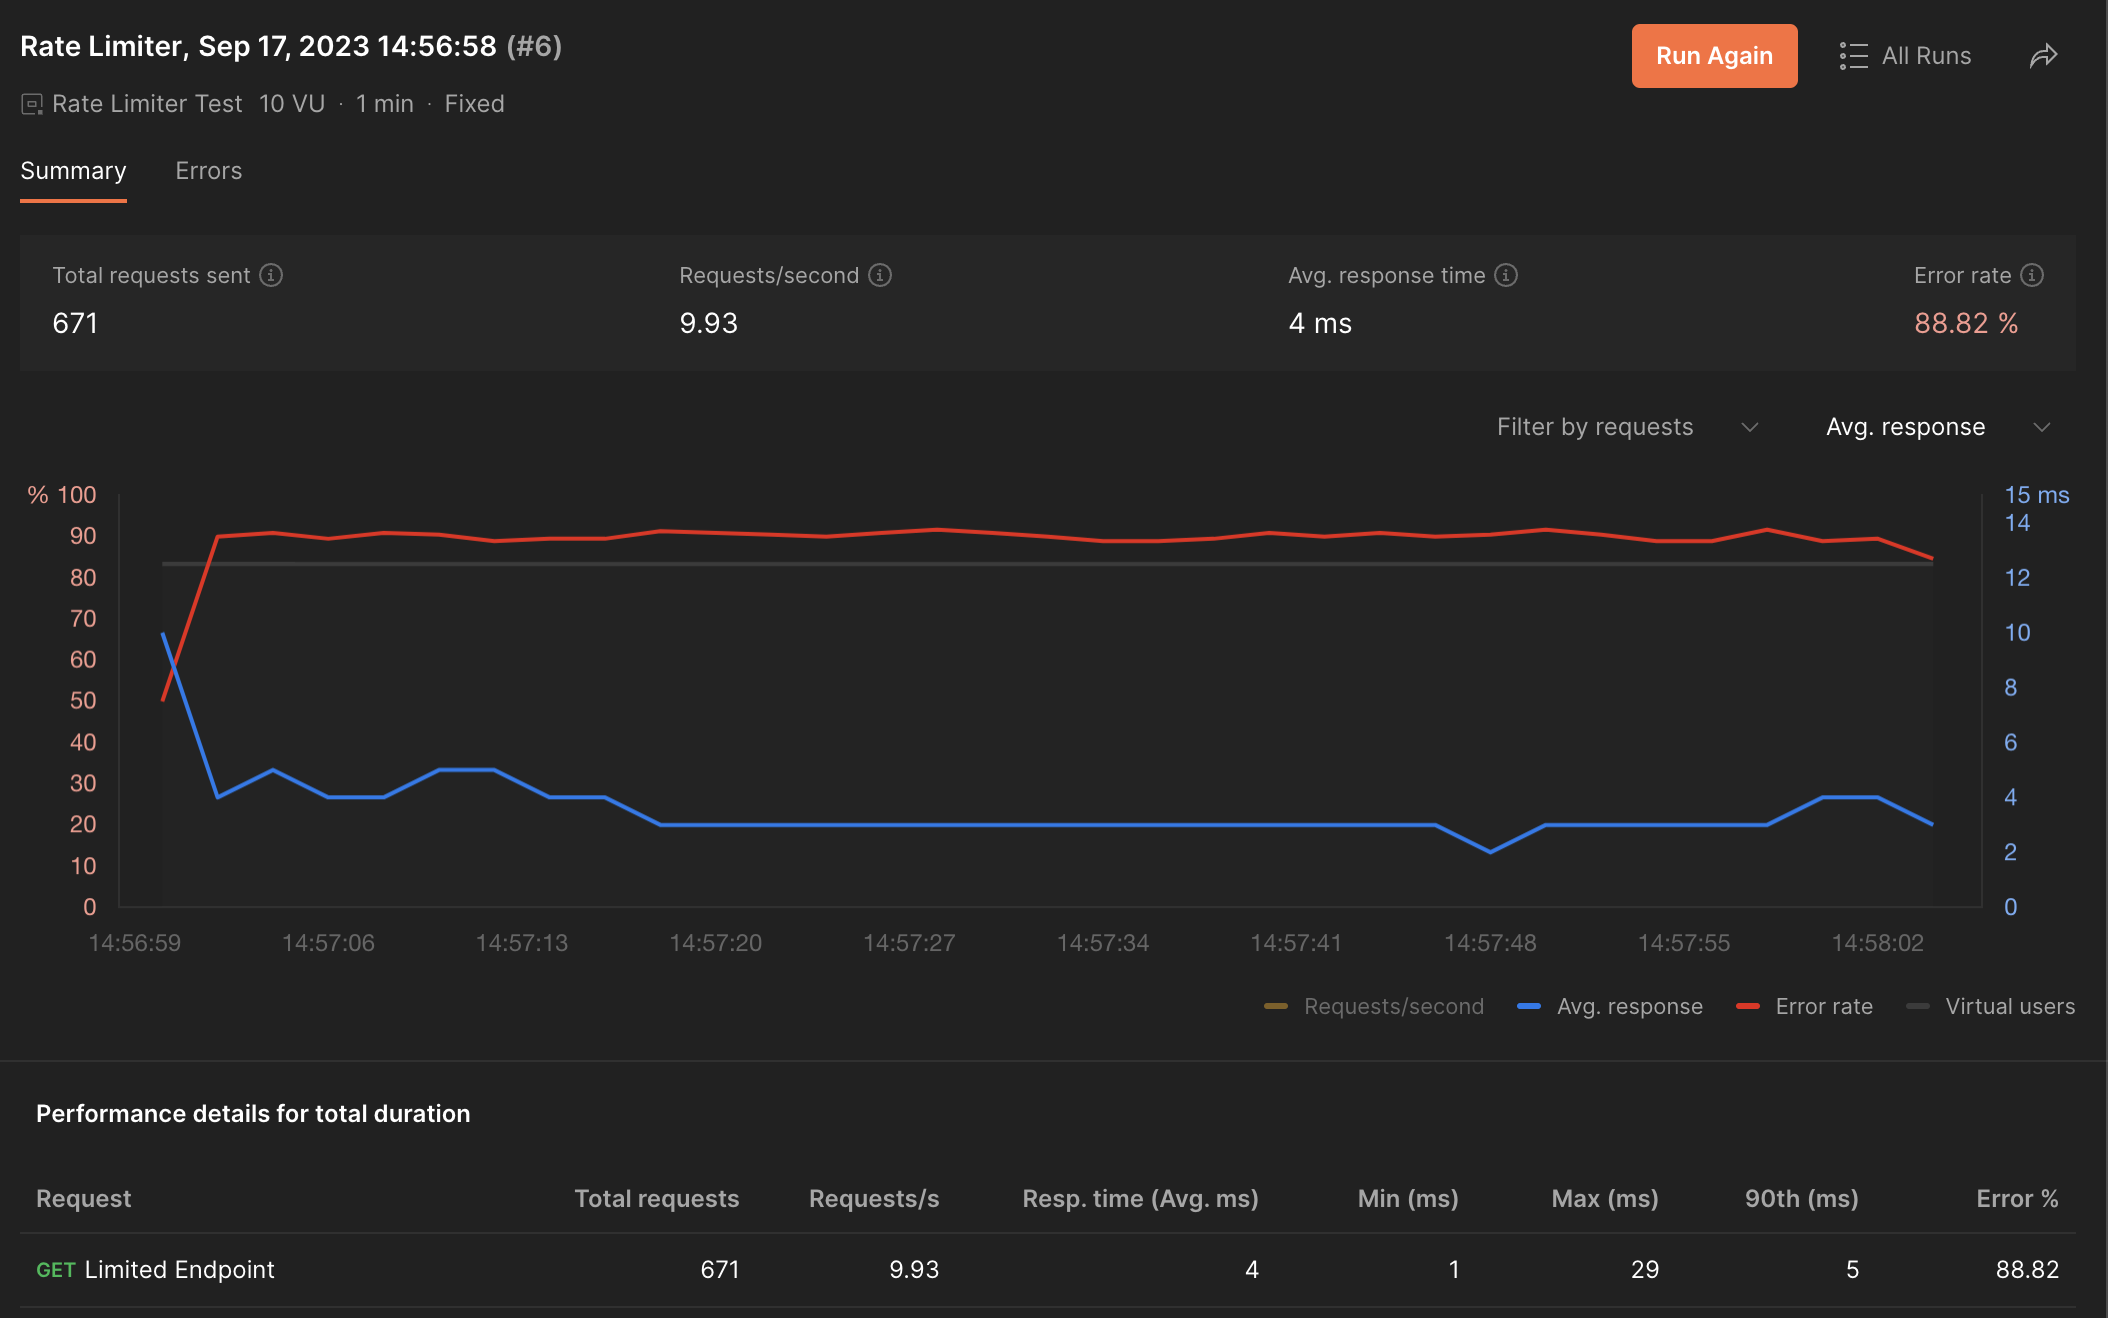 Rate Limiter, Sep 17, 2023 14:56:58 (#6)
Run Again
All Runs
Rate Limiter Test 10 VU · 1 min · Fixed
Summary
Errors
Total requests sent
Requests/second
Avg. response time
Error rate
671
9.93
4 ms
88.82 %
Filter by requests
Avg. response
% 100
90
80
70
60
50
40
30
20
10
0
15 ms
14
12
10
8
6
4
2
0
14:56:59 14:57:06 14:57:13 14:57:20 14:57:27 14:57:34 14:57:41 14:57:48 14:57:55 14:58:02
Requests/second Avg. response Error rate Virtual users
Performance details for total duration
Request Total requests Requests/s Resp. time (Avg. ms) Min (ms) Max (ms) 90th (ms) Error %
GET Limited Endpoint 671 9.93 4 1 29 5 88.82